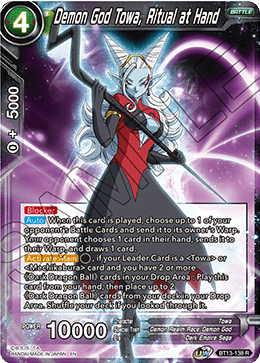 4
Demon God Towa, Ritual at Hand
BATTLE
0 + 5000
Blocker
Auto When this card is played, choose up to 1 of your
opponent's Battle Cards and send it to its owner's Warp.
Your opponent chooses 1 card in their hand, sends it to
their Warp, and draws 1 card.
Activate: Main , if your Leader Card is a <Towa> or
<Mechikabura> card and you have 2 or more
{Dark Dragon Ball} cards in your Drop Area: Play this
card from your hand, then place up to 2
{Dark Dragon Ball} cards from your deck in your Drop
Area. Shuffle your deck if you looked through it.
POWER
10000
Towa
Special Trait
Demon Realm Race/Demon God
Dark Empire Saga
BANDAI MADE IN JAPAN EN
BT13-138 R